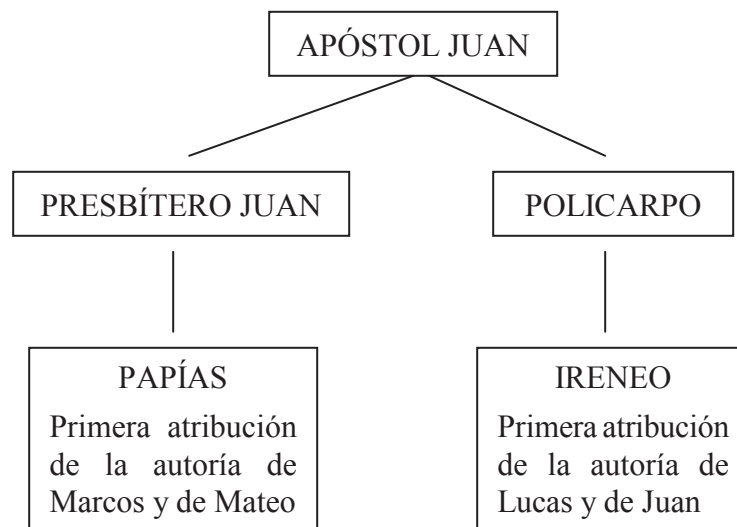 APÓSTOL JUAN
PRESBÍTERO JUAN
POLICARPO
PAPÍAS
Primera atribución
de la autoría de
Marcos y de Mateo
IRENEO
Primera atribución
de la autoría de
Lucas y de Juan